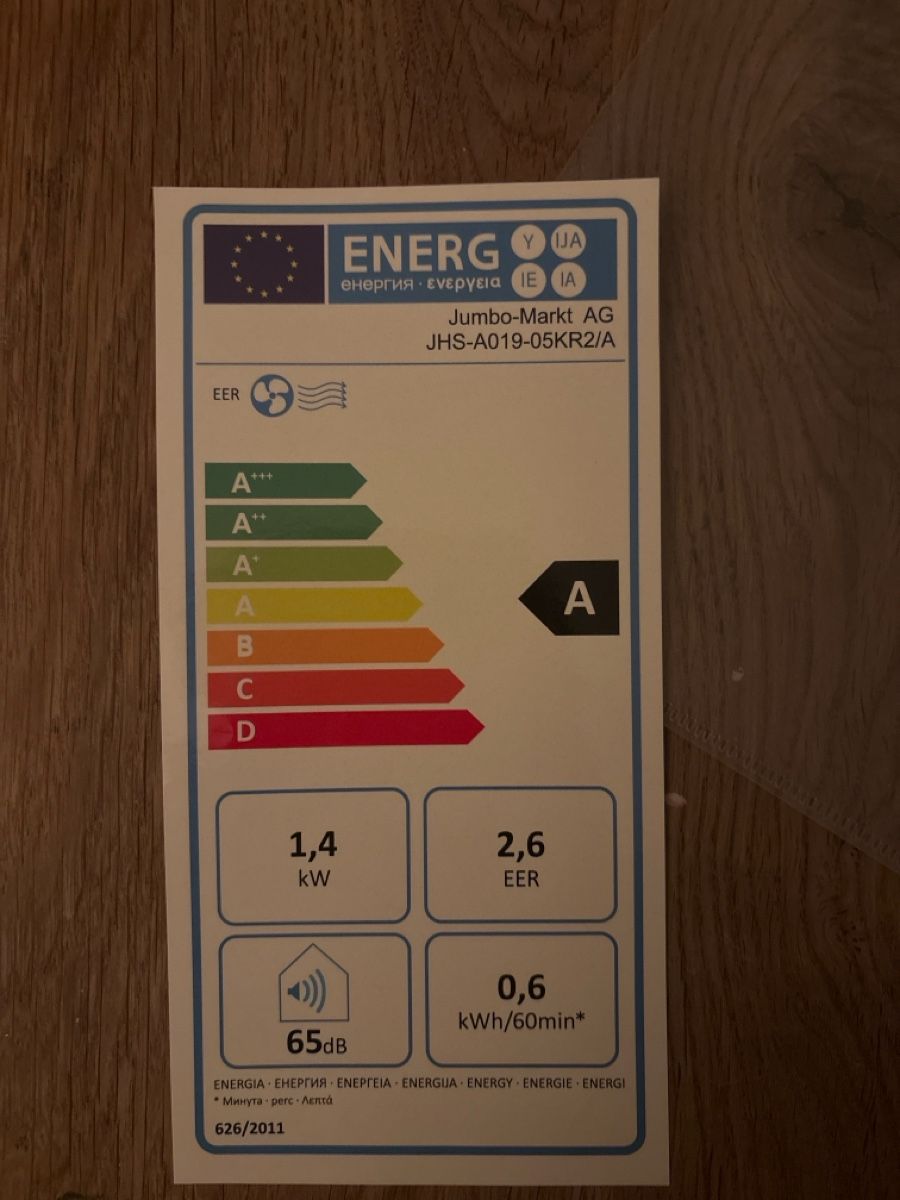 ENERG Y IJA
енергия · ενεργεια IE IA
Jumbo-Markt AG
JHS-A019-05KR2/A
EER
A+++
A++
A+
A
B
C
D
A
1,4
kW
2,6
EER
65dB
0,6
kWh/60min*
ENERGIA · ЕНЕРГИЯ · ΕΝΕΡΓΕΙΑ · ENERGIJA · ENERGY · ENERGIE · ENERGI
* Минута · perc · Λεπτά
626/2011